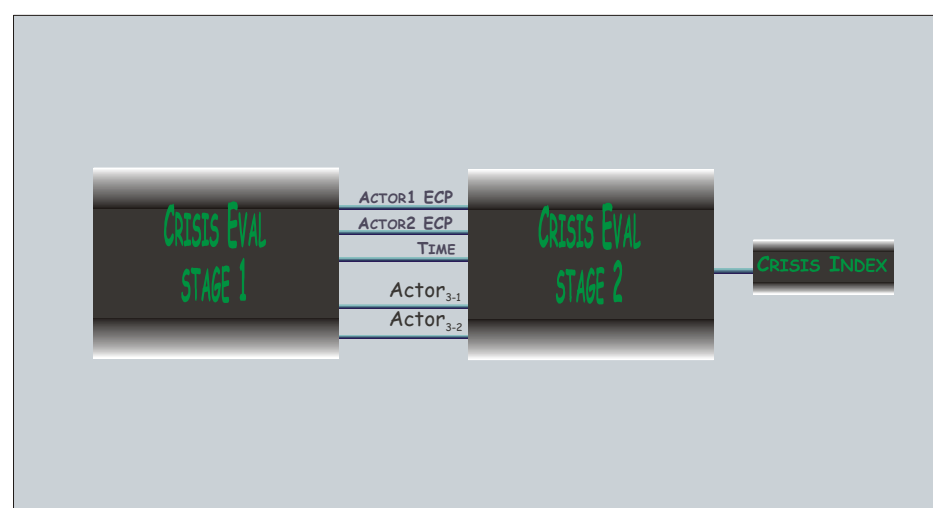 Crisis Eval
stage 1
Actor1 ECP
Actor2 ECP
Time
Actor3-1
Actor3-2
Crisis Eval
stage 2
Crisis Index